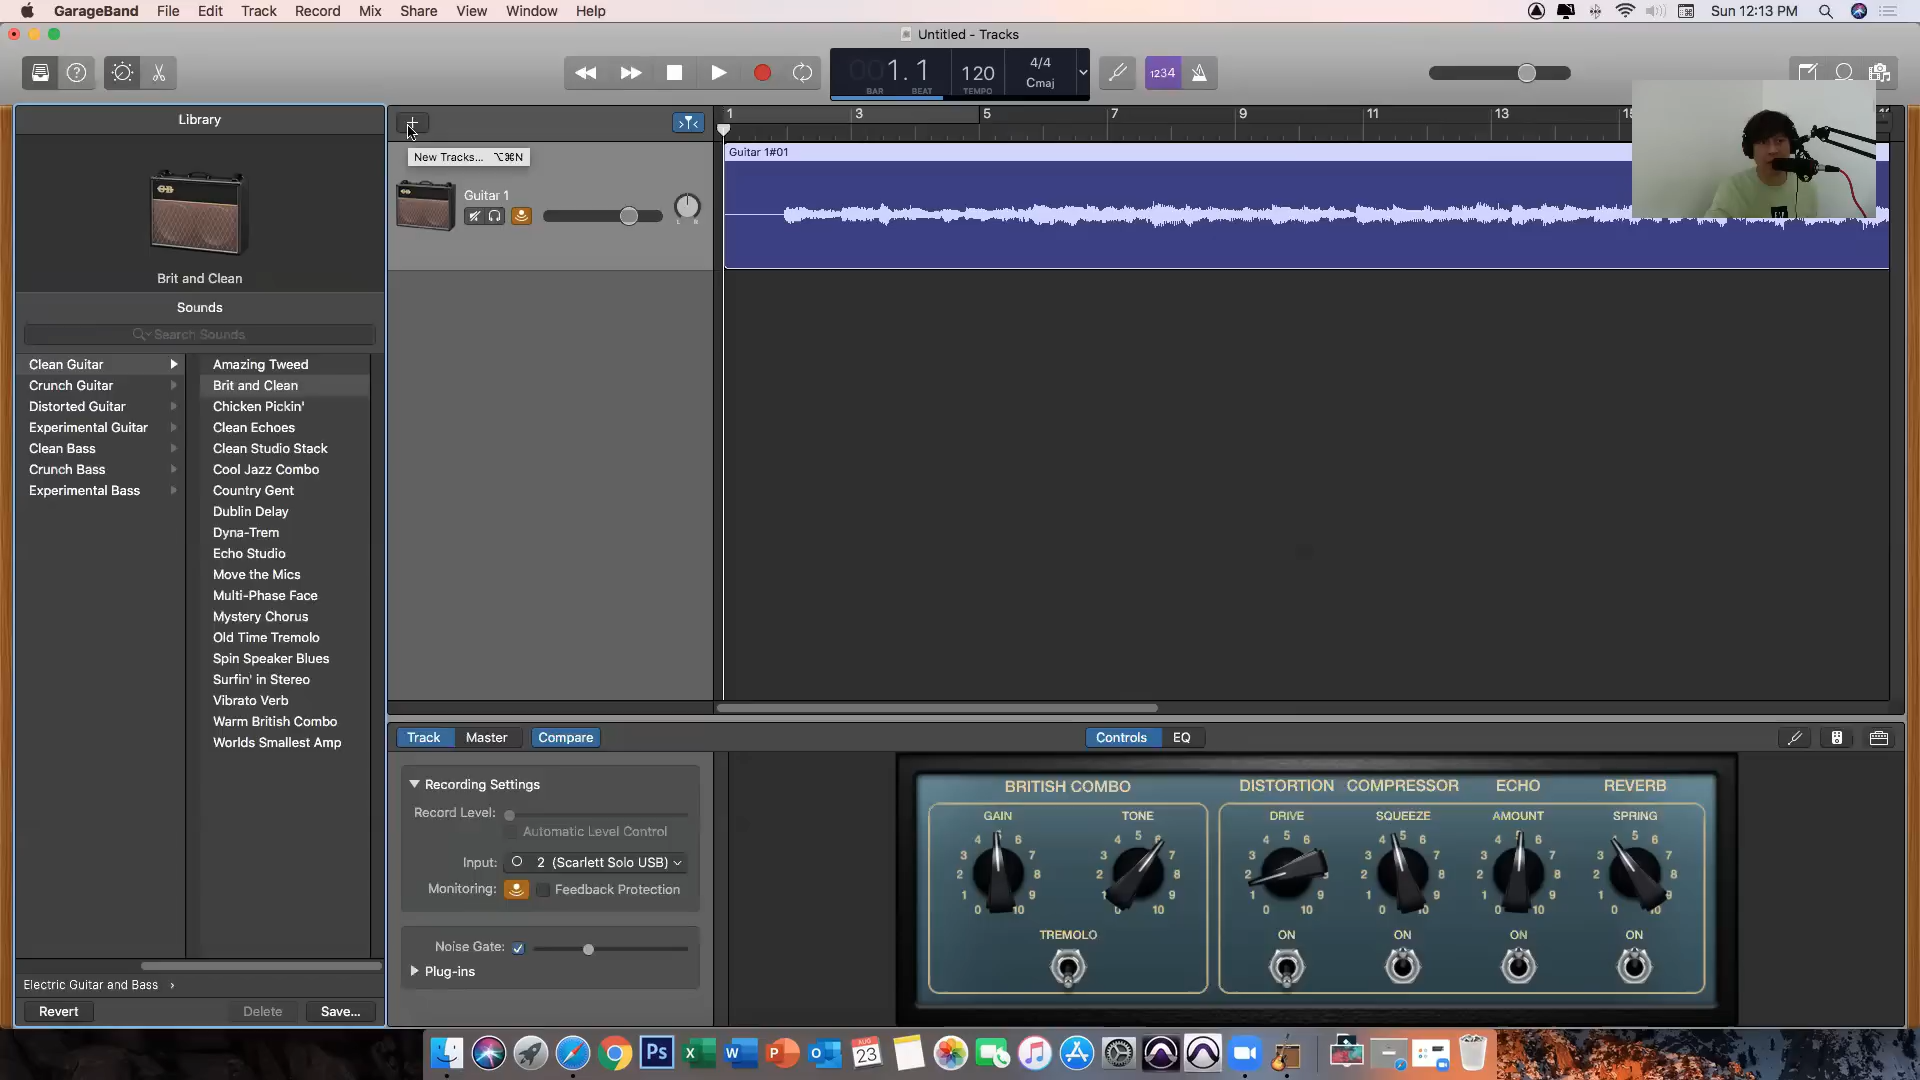 GarageBand File Edit Track Record Mix Share View Window Help Sun 12:13 PM
Untitled - Tracks
1.1 120 4/4 Cmaj 1234
BAR BEAT TEMPO
Library
1 3 5 7 9 11 13
New Tracks... ⌥⌘N
Guitar 1#01
Guitar 1
L R
Brit and Clean
Sounds
Search Sounds
Clean Guitar
Crunch Guitar
Distorted Guitar
Experimental Guitar
Clean Bass
Crunch Bass
Experimental Bass
Amazing Tweed
Brit and Clean
Chicken Pickin'
Clean Echoes
Clean Studio Stack
Cool Jazz Combo
Country Gent
Dublin Delay
Dyna-Trem
Echo Studio
Move the Mics
Multi-Phase Face
Mystery Chorus
Old Time Tremolo
Spin Speaker Blues
Surfin' in Stereo
Vibrato Verb
Warm British Combo
Worlds Smallest Amp
Electric Guitar and Bass ›
Revert Delete Save...
Track Master Compare Controls EQ
Recording Settings
Record Level:
Automatic Level Control
Input: 2 (Scarlett Solo USB)
Monitoring: Feedback Protection
Noise Gate:
Plug-ins
BRITISH COMBO DISTORTION COMPRESSOR ECHO REVERB
GAIN TONE DRIVE SQUEEZE AMOUNT SPRING
TREMOLO ON ON ON ON
Ps
AUG
23